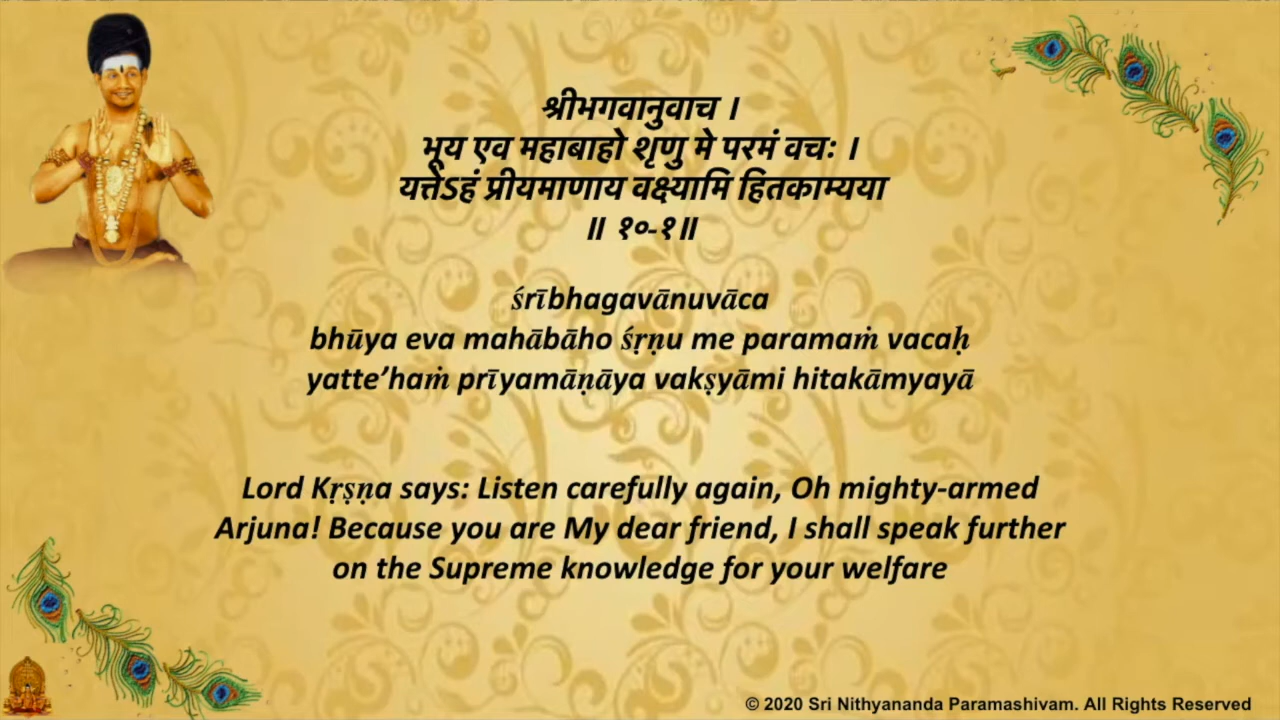 श्रीभगवानुवाच ।
भूय एव महाबाहो शृणु मे परमं वचः ।
यत्तेऽहं प्रीयमाणाय वक्ष्यामि हितकाम्यया
॥ १०-१॥
śrībhagavānuvāca
bhūya eva mahābāho śṛṇu me paramaṁ vacaḥ
yatte’haṁ prīyamāṇāya vakṣyāmi hitakāmyayā
Lord Kṛṣṇa says: Listen carefully again, Oh mighty-armed
Arjuna! Because you are My dear friend, I shall speak further
on the Supreme knowledge for your welfare
© 2020 Sri Nithyananda Paramashivam. All Rights Reserved